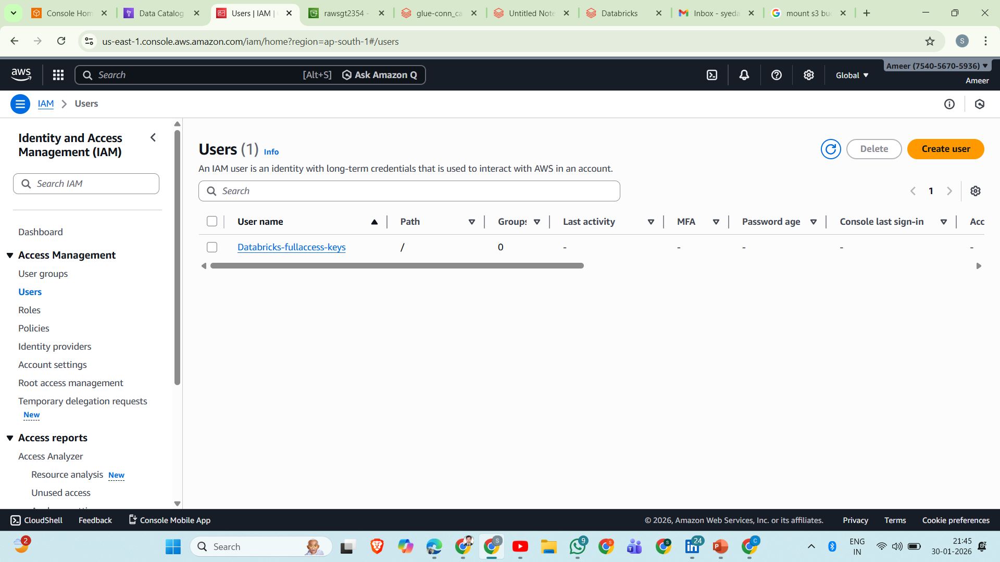 Console Hom
Data Catalog
Users | IAM |
rawsgt2354 -
glue-conn_ca
Untitled Note
Databricks
Inbox - syeda
mount s3 buc
us-east-1.console.aws.amazon.com/iam/home?region=ap-south-1#/users
S
aws
Search
[Alt+S]
Ask Amazon Q
Global
Ameer (7540-5670-5936)
Ameer
IAM
Users
Identity and Access
Management (IAM)
Search IAM
Dashboard
Access Management
User groups
Users
Roles
Policies
Identity providers
Account settings
Root access management
Temporary delegation requests
New
Access reports
Access Analyzer
Resource analysis New
Unused access
Users (1) Info
Delete
Create user
An IAM user is an identity with long-term credentials that is used to interact with AWS in an account.
Search
1
User name Path Groups Last activity MFA Password age Console last sign-in Acc
Databricks-fullaccess-keys / 0 - - - - -
CloudShell
Feedback
Console Mobile App
© 2026, Amazon Web Services, Inc. or its affiliates.
Privacy
Terms
Cookie preferences
2
Search
S
9
S
T
S
24
P
C
ENG
IN
21:45
30-01-2026